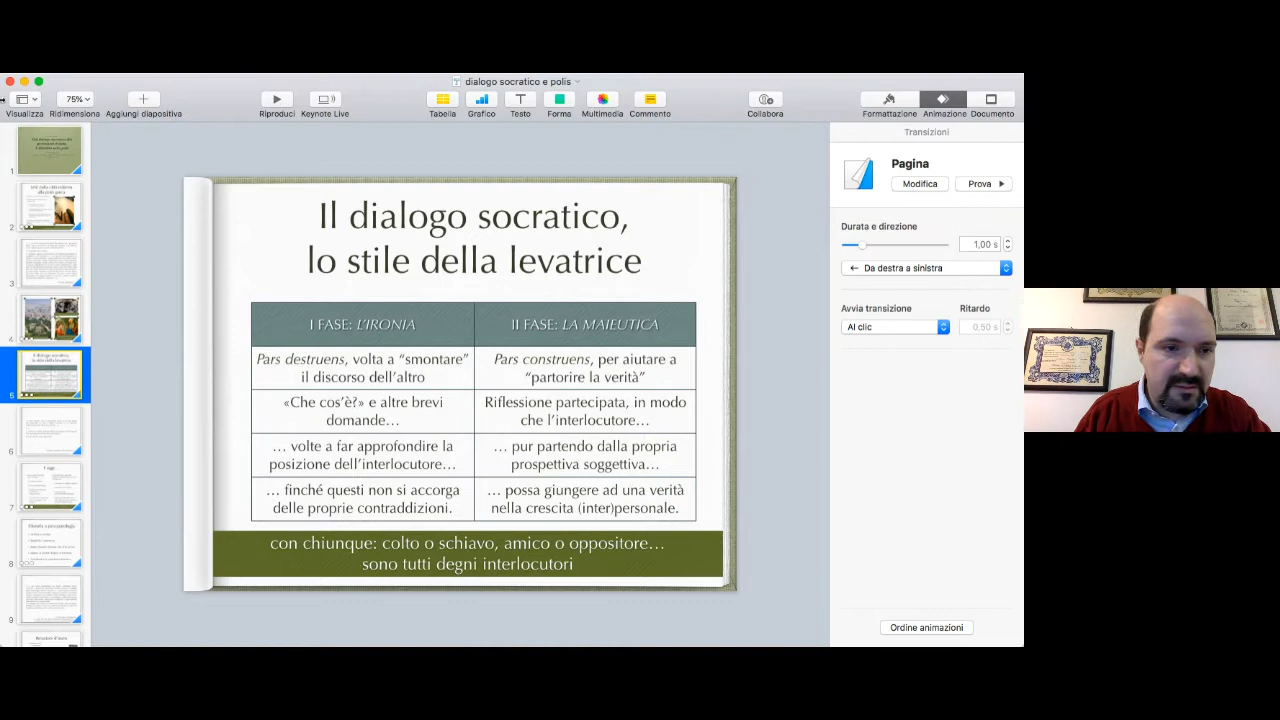 dialogo socratico e polis
75%
Visualizza
Ridimensiona
Aggiungi diapositiva
Riproduci
Keynote Live
Tabella
Grafico
Testo
Forma
Multimedia
Commento
Collabora
Formattazione
Animazione
Documento
Transizioni
Pagina
Modifica
Prova
Durata e direzione
1,00 s
Da destra a sinistra
Avvia transizione
Ritardo
Al clic
0,50 s
Ordine animazioni
1
2
3
4
5
6
7
8
9
Il dialogo socratico,
lo stile della levatrice
I FASE: L'IRONIA
II FASE: LA MAIEUTICA
Pars destruens, volta a “smontare”
il discorso dell’altro
Pars construens, per aiutare a
“partorire la verità”
«Che cos’è?» e altre brevi
domande…
Riflessione partecipata, in modo
che l’interlocutore…
… volte a far approfondire la
posizione dell’interlocutore…
… pur partendo dalla propria
prospettiva soggettiva…
… finché questi non si accorga
delle proprie contraddizioni.
… possa giungere ad una verità
nella crescita (inter)personale.
con chiunque: colto o schiavo, amico o oppositore…
sono tutti degni interlocutori